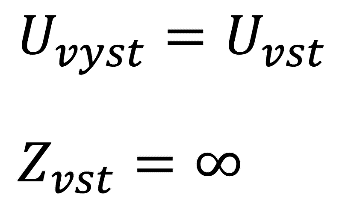 U_vyst = U_vst
Z_vst = ∞